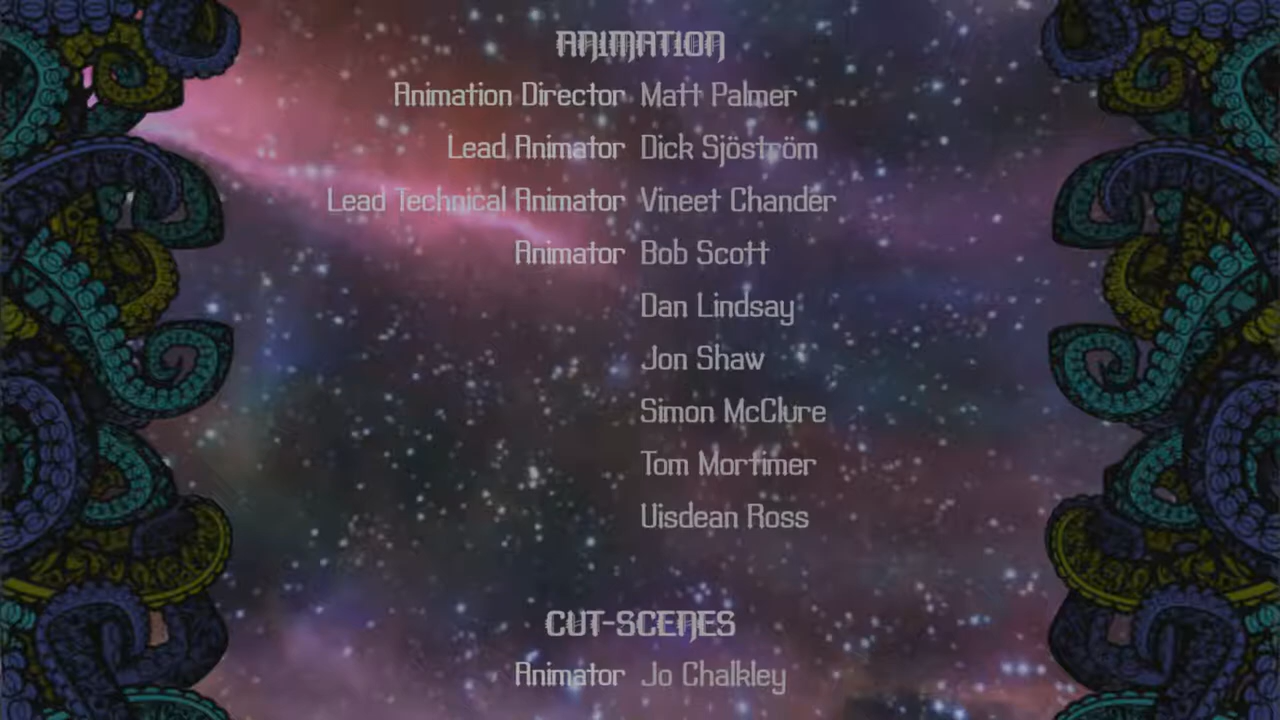 ANIMATION
Animation Director Matt Palmer
Lead Animator Dick Sjöström
Lead Technical Animator Vineet Chander
Animator Bob Scott
Dan Lindsay
Jon Shaw
Simon McClure
Tom Mortimer
Uisdean Ross
CUT-SCENES
Animator Jo Chalkley